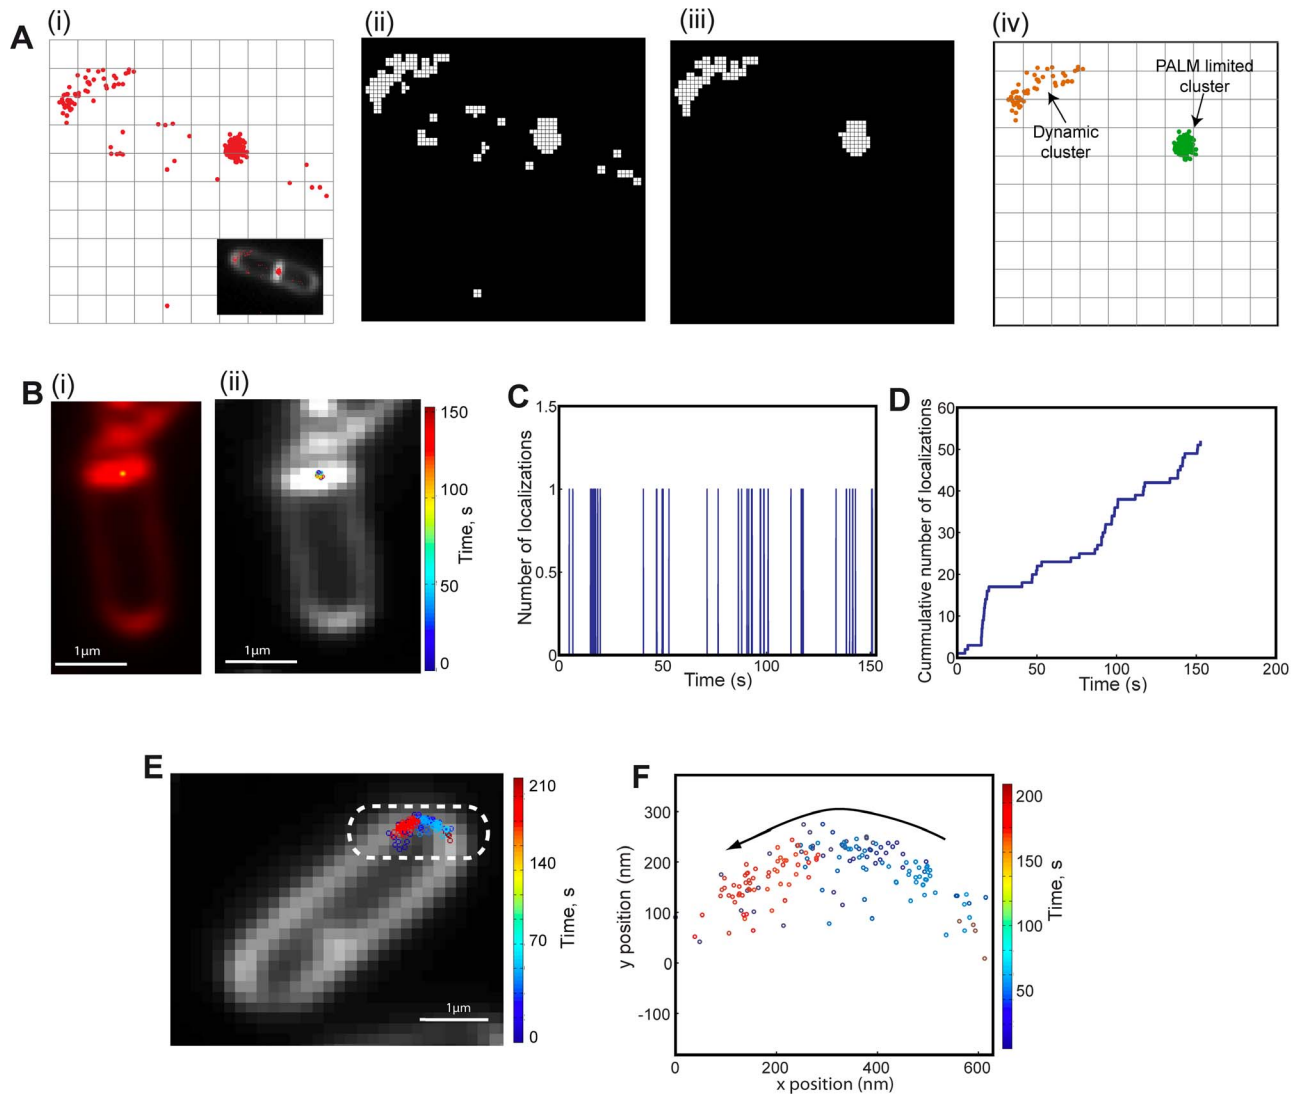 A
(i)
(ii)
(iii)
(iv)
PALM limited
cluster
Dynamic
cluster
B
(i)
(ii)
1µm
1µm
150
100
50
0
Time, s
C
1.5
1
0.5
0
Number of localizations
0
50
100
150
Time (s)
D
60
50
40
30
20
10
0
Cummulative number of localizations
0
50
100
150
200
Time (s)
E
1µm
210
140
70
0
Time, s
F
300
200
100
0
-100
y position (nm)
0
200
400
600
x position (nm)
200
150
100
50
Time, s